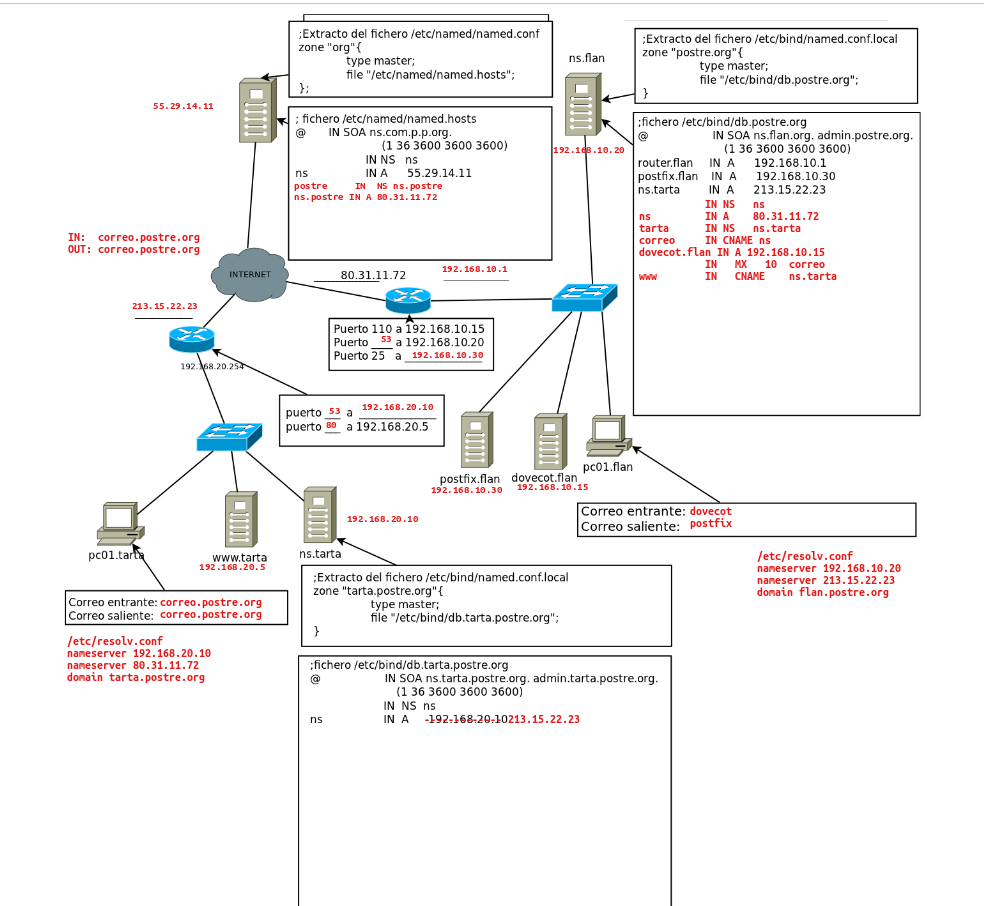 ;Extracto del fichero /etc/named/named.conf
zone "org"{
type master;
file "/etc/named/named.hosts";
};
55.29.14.11
; fichero /etc/named/named.hosts
@ IN SOA ns.com.p.p.org.
(1 36 3600 3600 3600)
IN NS ns
ns IN A 55.29.14.11
postre IN NS ns.postre
ns.postre IN A 80.31.11.72
ns.flan
192.168.10.20
;Extracto del fichero /etc/bind/named.conf.local
zone "postre.org"{
type master;
file "/etc/bind/db.postre.org";
}
;fichero /etc/bind/db.postre.org
@ IN SOA ns.flan.org. admin.postre.org.
(1 36 3600 3600 3600)
router.flan IN A 192.168.10.1
postfix.flan IN A 192.168.10.30
ns.tarta IN A 213.15.22.23
IN NS ns
ns IN A 80.31.11.72
tarta IN NS ns.tarta
correo IN CNAME ns
dovecot.flan IN A 192.168.10.15
IN MX 10 correo
www IN CNAME ns.tarta
IN: correo.postre.org
OUT: correo.postre.org
INTERNET
80.31.11.72
192.168.10.1
213.15.22.23
192.168.20.254
Puerto 110 a 192.168.10.15
Puerto 53 a 192.168.10.20
Puerto 25 a 192.168.10.30
puerto 53 a 192.168.20.10
puerto 80 a 192.168.20.5
postfix.flan
192.168.10.30
dovecot.flan
192.168.10.15
pc01.flan
Correo entrante: dovecot
Correo saliente: postfix
/etc/resolv.conf
nameserver 192.168.10.20
nameserver 213.15.22.23
domain flan.postre.org
pc01.tarta
www.tarta
192.168.20.5
ns.tarta
192.168.20.10
Correo entrante: correo.postre.org
Correo saliente: correo.postre.org
/etc/resolv.conf
nameserver 192.168.20.10
nameserver 80.31.11.72
domain tarta.postre.org
;Extracto del fichero /etc/bind/named.conf.local
zone "tarta.postre.org"{
type master;
file "/etc/bind/db.tarta.postre.org";
}
;fichero /etc/bind/db.tarta.postre.org
@ IN SOA ns.tarta.postre.org. admin.tarta.postre.org.
(1 36 3600 3600 3600)
IN NS ns
ns IN A 192.168.20.10 213.15.22.23